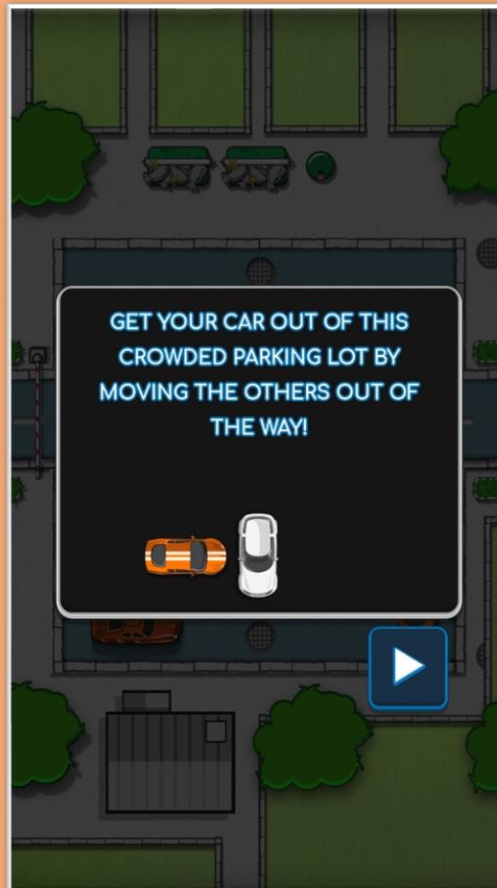 GET YOUR CAR OUT OF THIS
CROWDED PARKING LOT BY
MOVING THE OTHERS OUT OF
THE WAY!